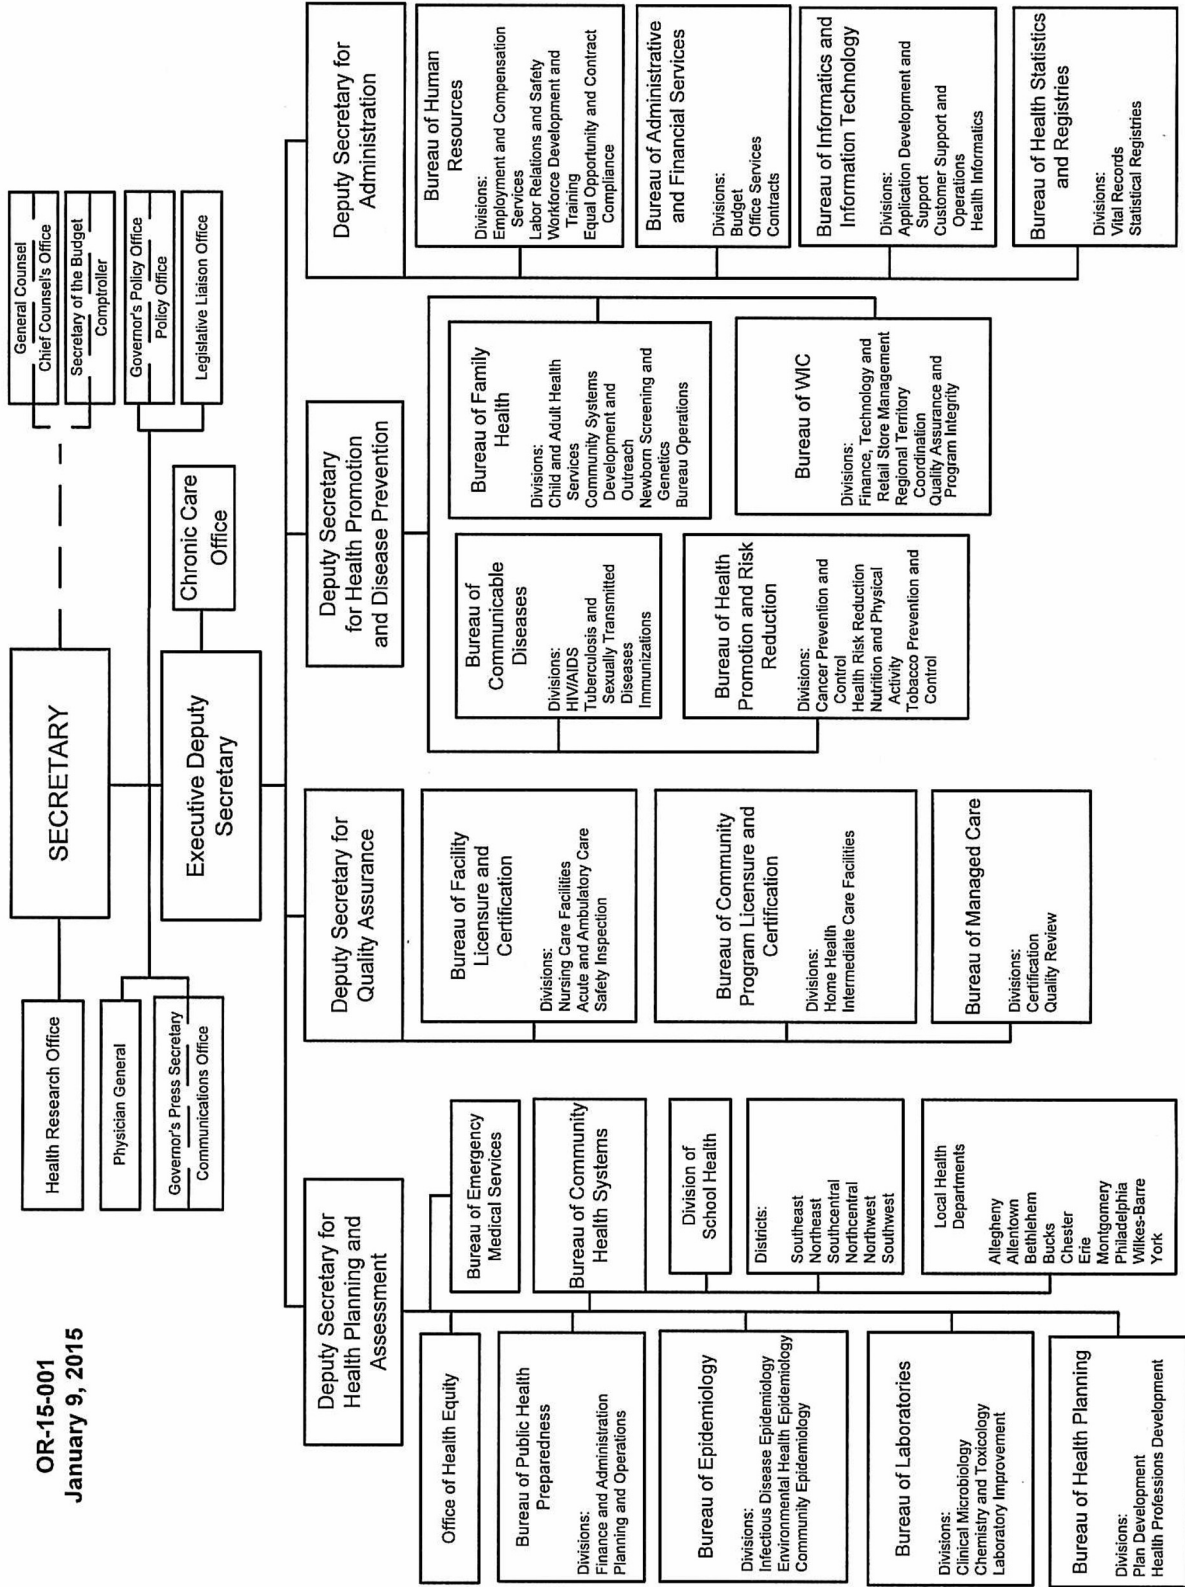 OR-15-001
January 9, 2015
SECRETARY
Health Research Office
Physician General
Governor's Press Secretary
Communications Office
General Counsel
Chief Counsel's Office
Secretary of the Budget
Comptroller
Governor's Policy Office
Policy Office
Legislative Liaison Office
Executive Deputy
Secretary
Chronic Care
Office
Deputy Secretary for
Health Planning and
Assessment
Office of Health Equity
Bureau of Public Health
Preparedness
Divisions:
Finance and Administration
Planning and Operations
Bureau of Epidemiology
Divisions:
Infectious Disease Epidemiology
Environmental Health Epidemiology
Community Epidemiology
Bureau of Laboratories
Divisions:
Clinical Microbiology
Chemistry and Toxicology
Laboratory Improvement
Bureau of Health Planning
Divisions:
Plan Development
Health Professions Development
Bureau of Emergency
Medical Services
Bureau of Community
Health Systems
Division of
School Health
Districts:
Southeast
Northeast
Southcentral
Northcentral
Northwest
Southwest
Local Health
Departments
Allegheny
Allentown
Bethlehem
Bucks
Chester
Erie
Montgomery
Philadelphia
Wilkes-Barre
York
Deputy Secretary for
Quality Assurance
Bureau of Facility
Licensure and
Certification
Divisions:
Nursing Care Facilities
Acute and Ambulatory Care
Safety Inspection
Bureau of Community
Program Licensure and
Certification
Divisions:
Home Health
Intermediate Care Facilities
Bureau of Managed Care
Divisions:
Certification
Quality Review
Deputy Secretary
for Health Promotion
and Disease Prevention
Bureau of
Communicable
Diseases
Divisions:
HIV/AIDS
Tuberculosis and
Sexually Transmitted
Diseases
Immunizations
Bureau of Health
Promotion and Risk
Reduction
Divisions:
Cancer Prevention and
Control
Health Risk Reduction
Nutrition and Physical
Activity
Tobacco Prevention and
Control
Bureau of Family
Health
Divisions:
Child and Adult Health
Services
Community Systems
Development and
Outreach
Newborn Screening and
Genetics
Bureau Operations
Bureau of WIC
Divisions:
Finance, Technology and
Retail Store Management
Regional Territory
Coordination
Quality Assurance and
Program Integrity
Deputy Secretary for
Administration
Bureau of Human
Resources
Divisions:
Employment and Compensation
Services
Labor Relations and Safety
Workforce Development and
Training
Equal Opportunity and Contract
Compliance
Bureau of Administrative
and Financial Services
Divisions:
Budget
Office Services
Contracts
Bureau of Informatics and
Information Technology
Divisions:
Application Development and
Support
Customer Support and
Operations
Health Informatics
Bureau of Health Statistics
and Registries
Divisions:
Vital Records
Statistical Registries